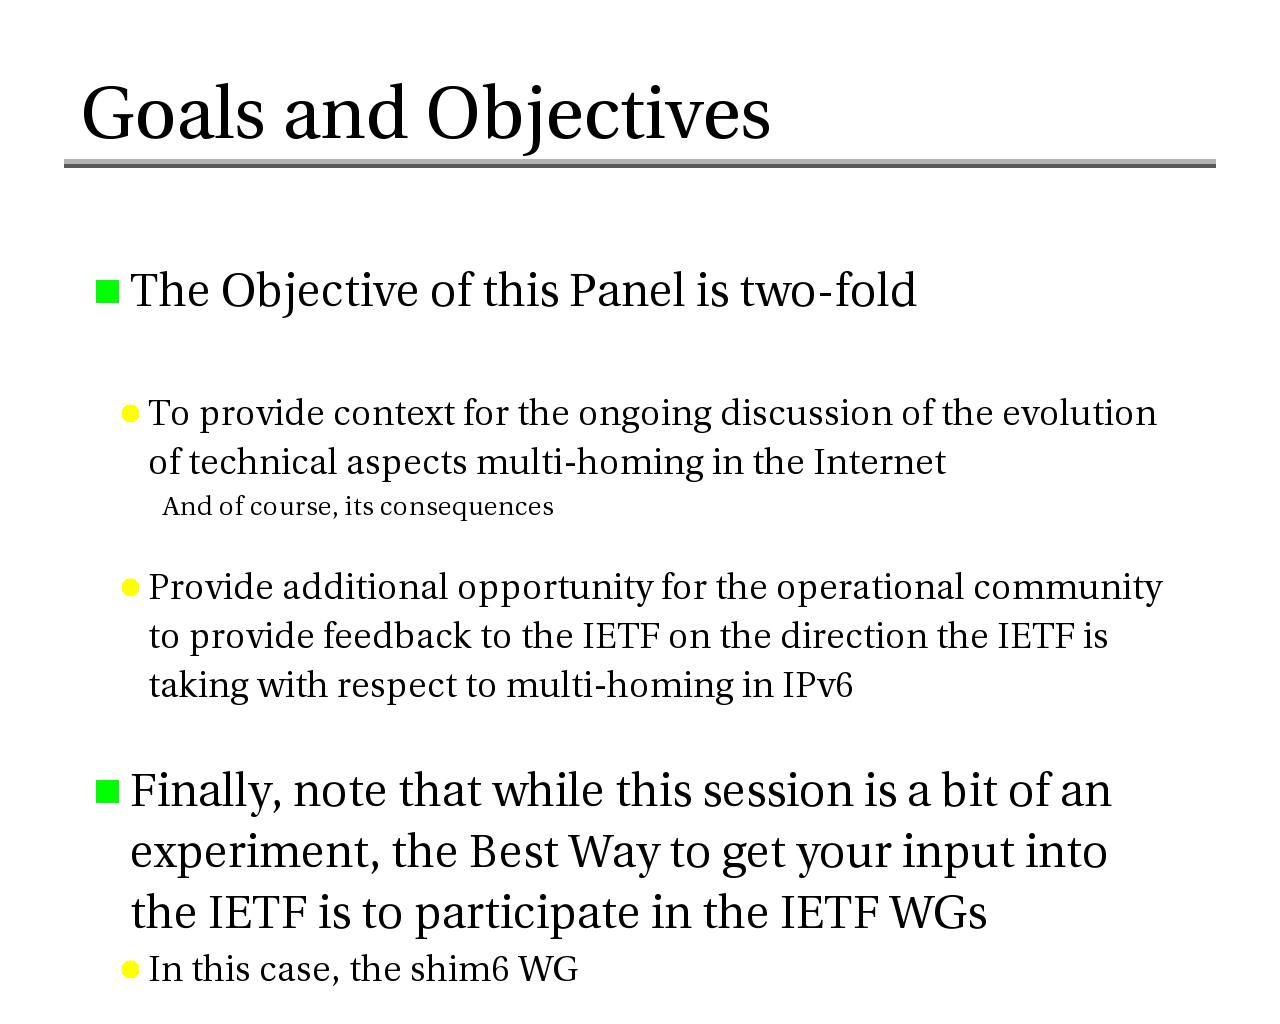 Goals and Objectives
The Objective of this Panel is two-fold
To provide context for the ongoing discussion of the evolution
of technical aspects multi-homing in the Internet
And of course, its consequences
Provide additional opportunity for the operational community
to provide feedback to the IETF on the direction the IETF is
taking with respect to multi-homing in IPv6
Finally, note that while this session is a bit of an
experiment, the Best Way to get your input into
the IETF is to participate in the IETF WGs
In this case, the shim6 WG